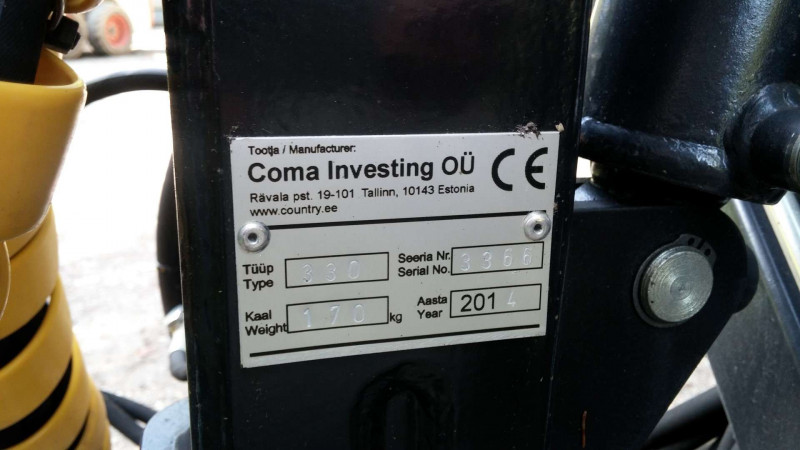 Tootja / Manufacturer:
Coma Investing OÜ CE
Rävala pst. 19-101 Tallinn, 10143 Estonia
www.country.ee
Tüüp
Type 330
Seeria Nr.
Serial No. 3366
Kaal
Weight 170 kg
Aasta
Year 2014